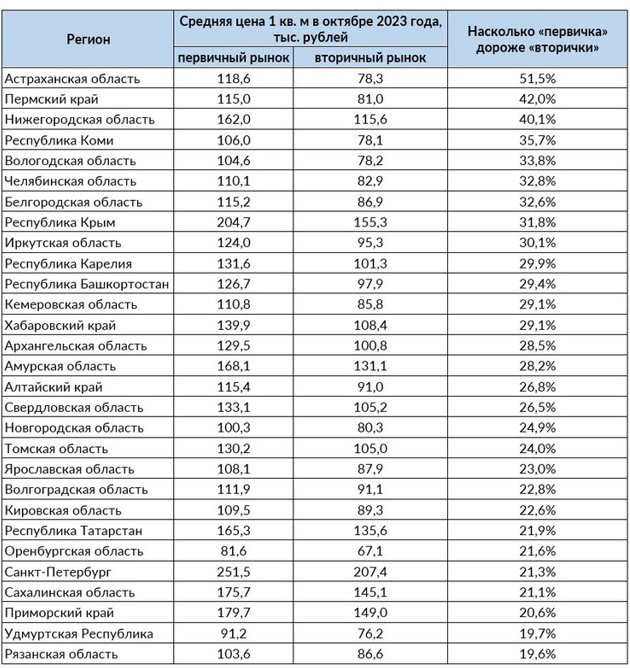 Регион
Средняя цена 1 кв. м в октябре 2023 года,
тыс. рублей
первичный рынок вторичный рынок
Насколько «первичка»
дороже «вторички»
Астраханская область 118,6 78,3 51,5%
Пермский край 115,0 81,0 42,0%
Нижегородская область 162,0 115,6 40,1%
Республика Коми 106,0 78,1 35,7%
Вологодская область 104,6 78,2 33,8%
Челябинская область 110,1 82,9 32,8%
Белгородская область 115,2 86,9 32,6%
Республика Крым 204,7 155,3 31,8%
Иркутская область 124,0 95,3 30,1%
Республика Карелия 131,6 101,3 29,9%
Республика Башкортостан 126,7 97,9 29,4%
Кемеровская область 110,8 85,8 29,1%
Хабаровский край 139,9 108,4 29,1%
Архангельская область 129,5 100,8 28,5%
Амурская область 168,1 131,1 28,2%
Алтайский край 115,4 91,0 26,8%
Свердловская область 133,1 105,2 26,5%
Новгородская область 100,3 80,3 24,9%
Томская область 130,2 105,0 24,0%
Ярославская область 108,1 87,9 23,0%
Волгоградская область 111,9 91,1 22,8%
Кировская область 109,5 89,3 22,6%
Республика Татарстан 165,3 135,6 21,9%
Оренбургская область 81,6 67,1 21,6%
Санкт-Петербург 251,5 207,4 21,3%
Сахалинская область 175,7 145,1 21,1%
Приморский край 179,7 149,0 20,6%
Удмуртская Республика 91,2 76,2 19,7%
Рязанская область 103,6 86,6 19,6%